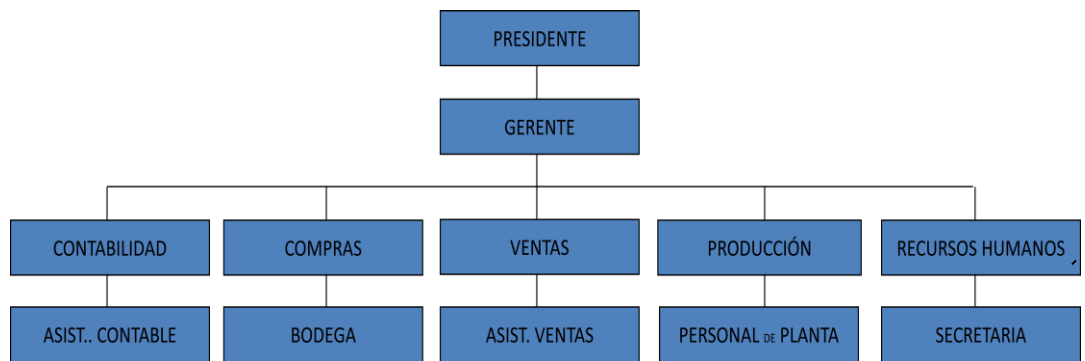 PRESIDENTE
GERENTE
CONTABILIDAD
COMPRAS
VENTAS
PRODUCCIÓN
RECURSOS HUMANOS
ASIST.. CONTABLE
BODEGA
ASIST. VENTAS
PERSONAL DE PLANTA
SECRETARIA